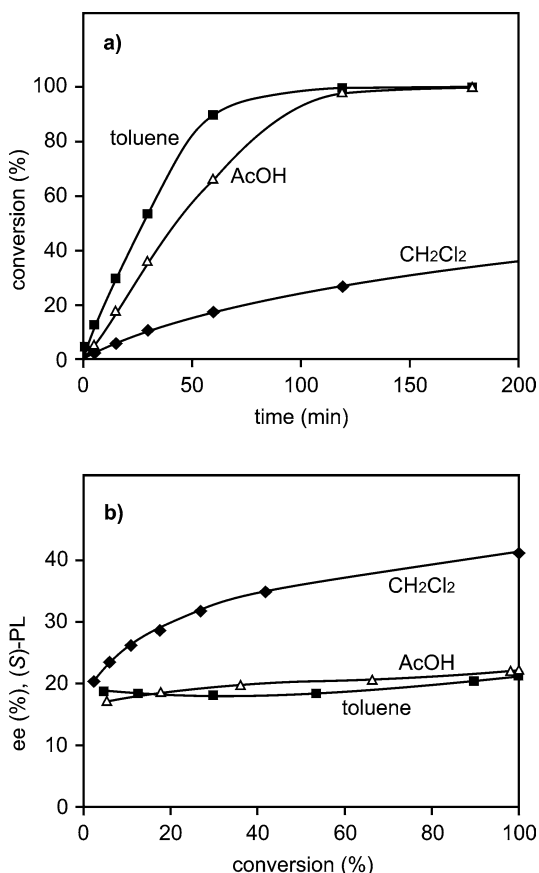 a)
100
80
60
40
20
0
conversion (%)
toluene
AcOH
CH2Cl2
0
50
100
150
200
time (min)
b)
40
30
20
10
0
ee (%), (S)-PL
CH2Cl2
AcOH
toluene
0
20
40
60
80
100
conversion (%)